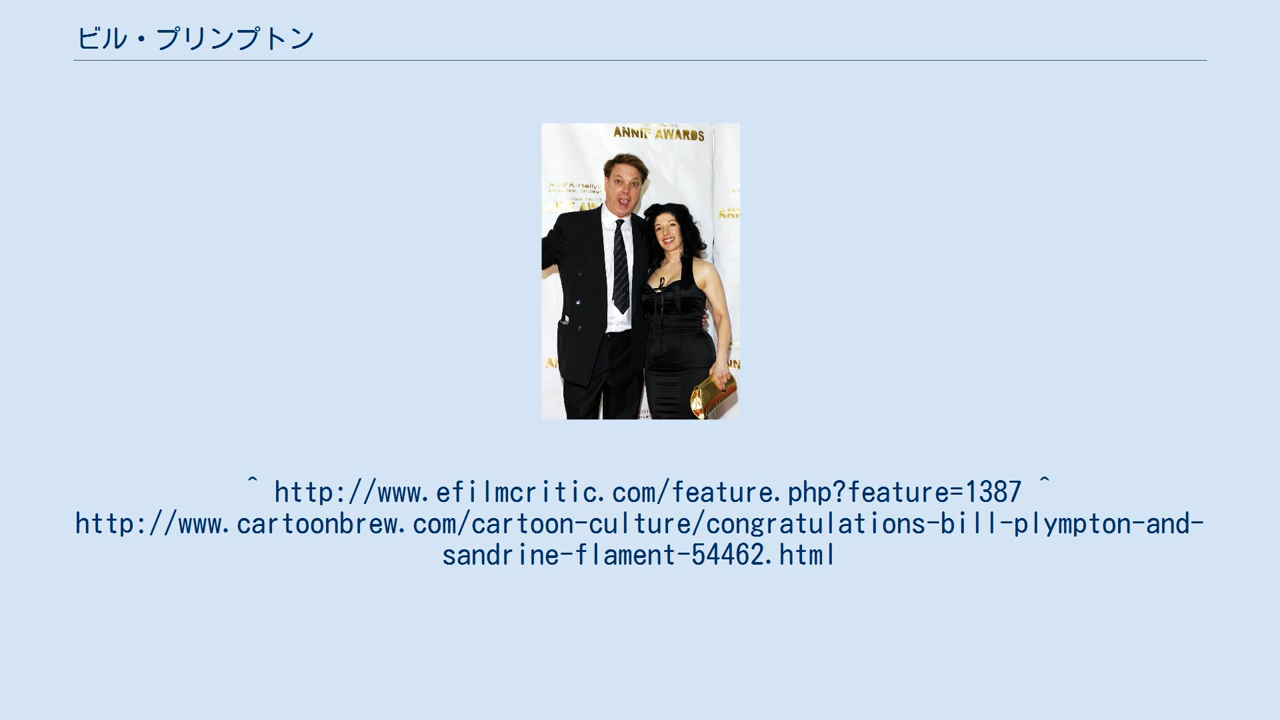 ビル・プリンプトン
ANNIE AWARDS
^ http://www.efilmcritic.com/feature.php?feature=1387 ^
http://www.cartoonbrew.com/cartoon-culture/congratulations-bill-plympton-and-
sandrine-flament-54462.html